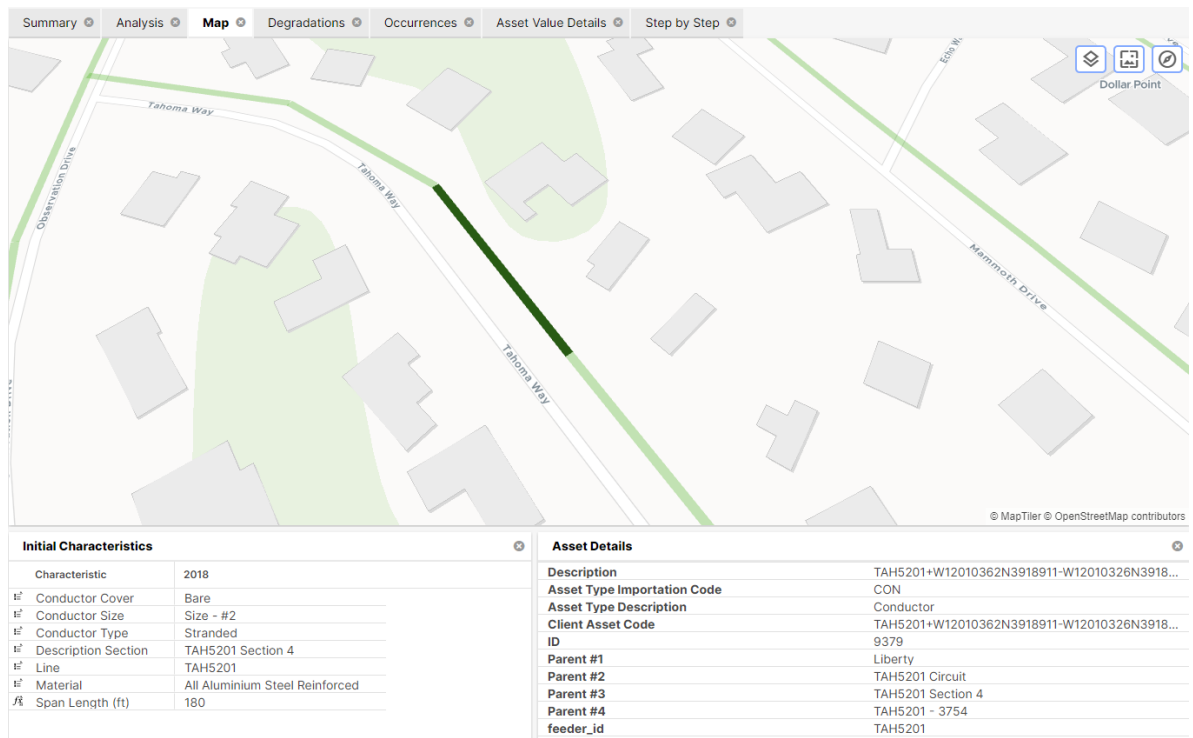 Summary Analysis Map Degradations Occurrences Asset Value Details Step by Step
Dollar Point
Tahoma Way
Observation Drive
Tahoma Way
Mammoth Drive
Tahoma Way
© MapTiler © OpenStreetMap contributors
Initial Characteristics
Characteristic 2018
Conductor Cover Bare
Conductor Size Size - #2
Conductor Type Stranded
Description Section TAH5201 Section 4
Line TAH5201
Material All Aluminium Steel Reinforced
Span Length (ft) 180
Asset Details
Description TAH5201+W12010362N3918911-W12010326N3918...
Asset Type Importation Code CON
Asset Type Description Conductor
Client Asset Code TAH5201+W12010362N3918911-W12010326N3918...
ID 9379
Parent #1 Liberty
Parent #2 TAH5201 Circuit
Parent #3 TAH5201 Section 4
Parent #4 TAH5201 - 3754
feeder_id TAH5201